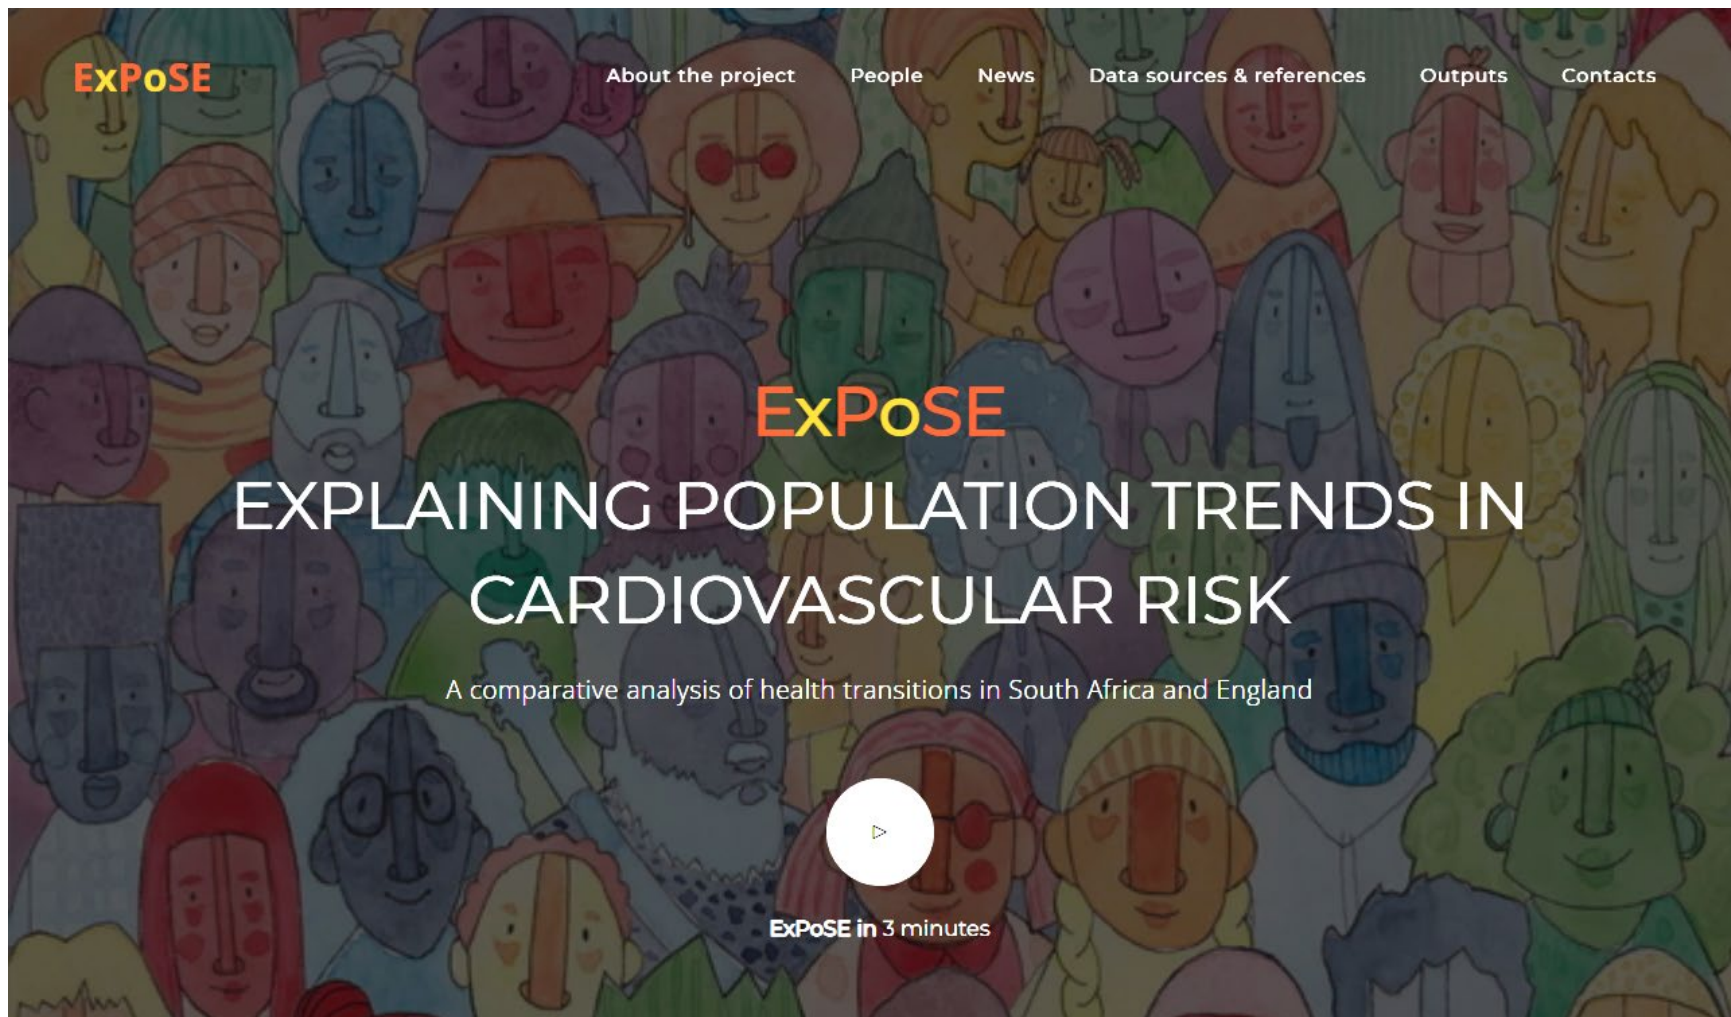 ExPoSE
About the project People News Data sources & references Outputs Contacts
ExPoSE
EXPLAINING POPULATION TRENDS IN
CARDIOVASCULAR RISK
A comparative analysis of health transitions in South Africa and England
ExPoSE in 3 minutes